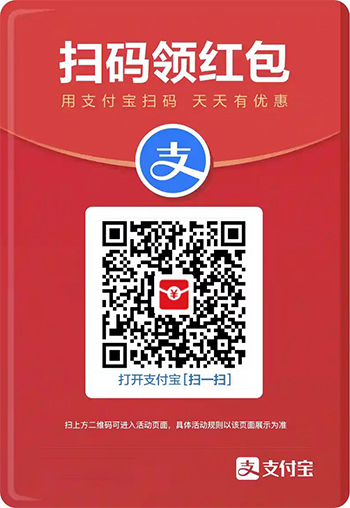 扫码领红包
用支付宝扫码 天天有优惠
支
打开支付宝[扫一扫]
扫上方二维码可进入活动页面，具体活动规则以该页面展示为准
支 支付宝